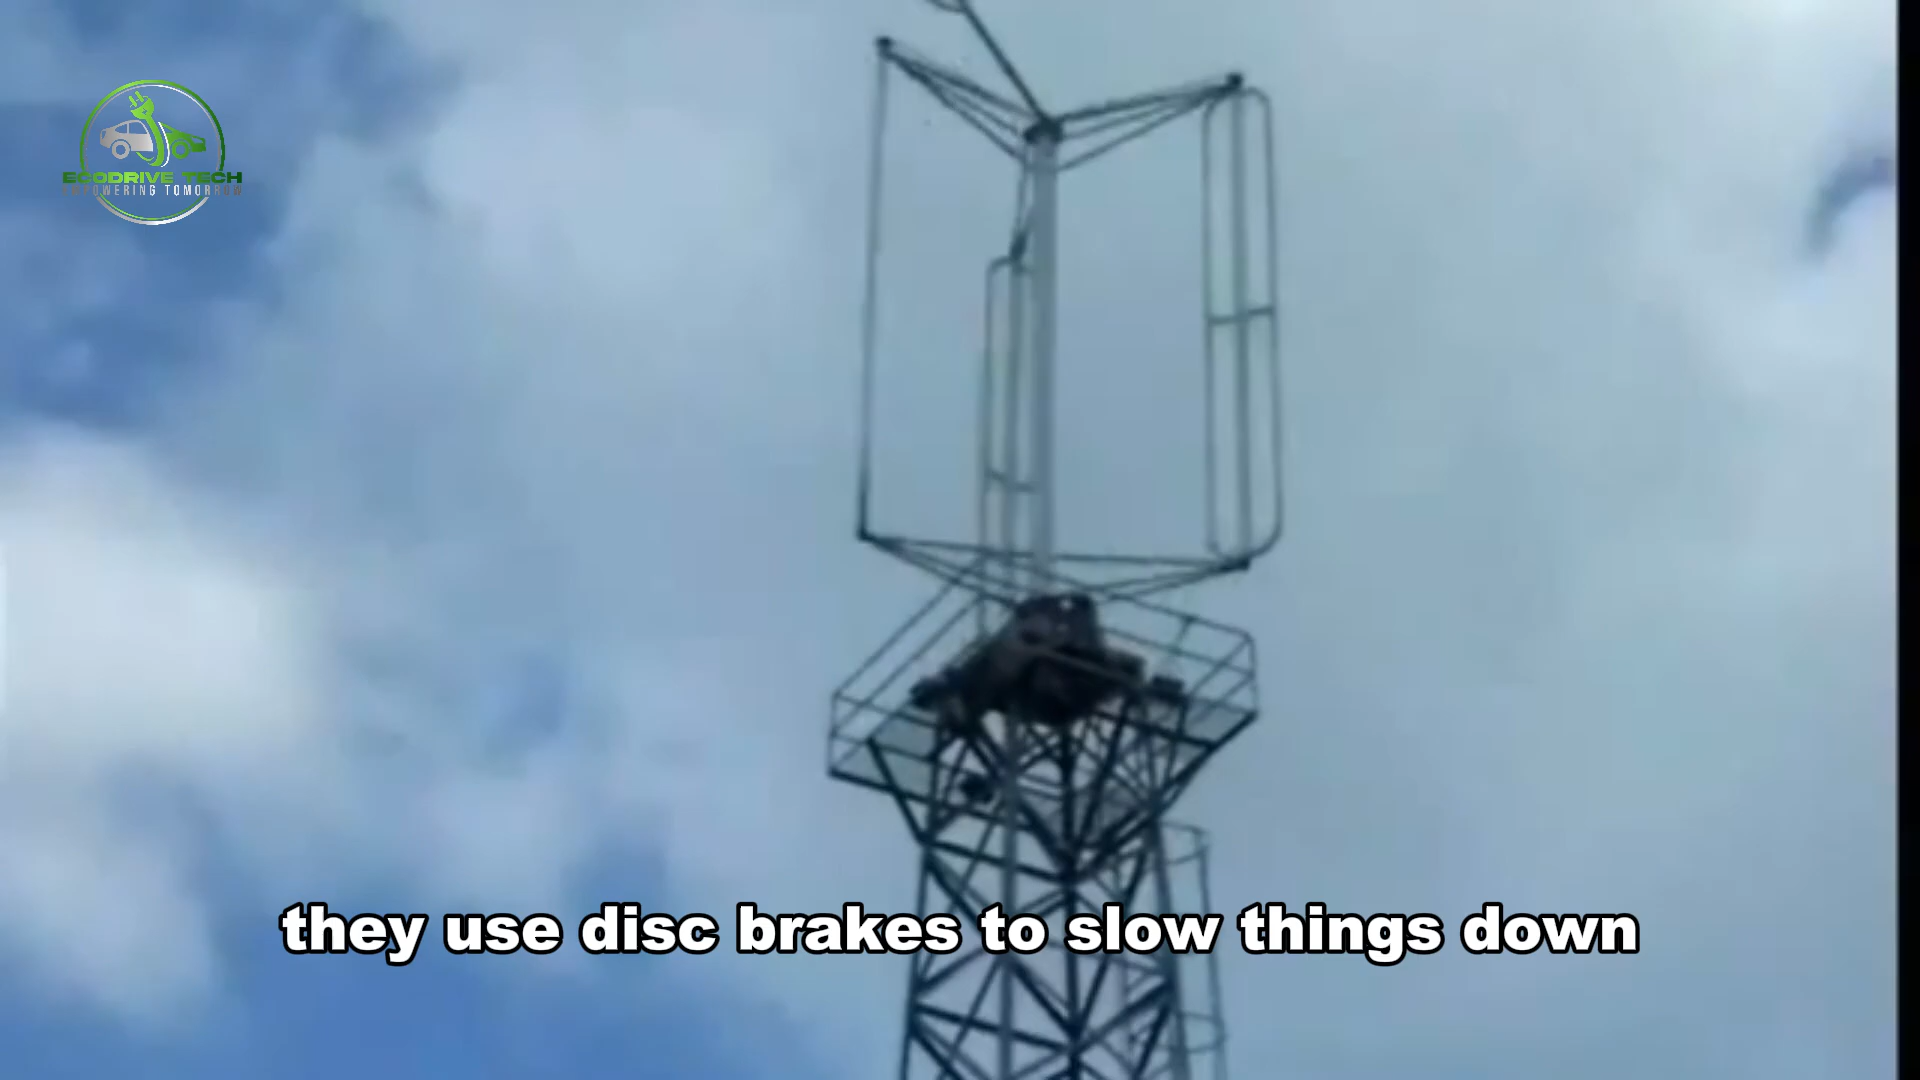 ECODRIVE TECH
EMPOWERING TOMORROW
they use disc brakes to slow things down